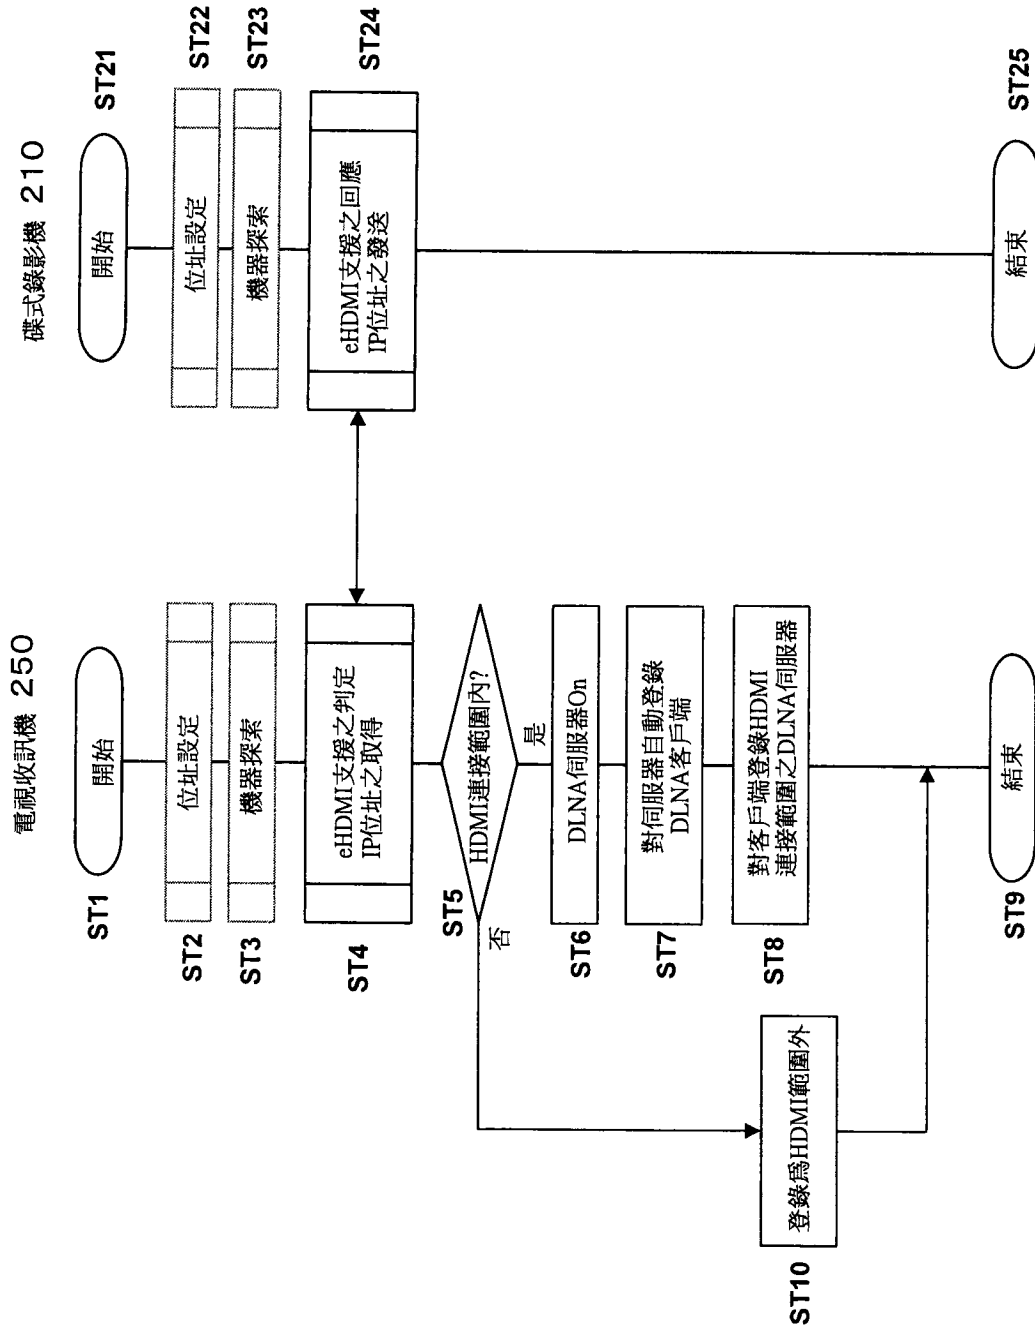 電視收訊機 250
開始
ST1
位址設定
ST2
機器探索
ST3
eHDMI支援之判定
IP位址之取得
ST4
HDMI連接範圍內?
ST5
是
否
DLNA伺服器On
ST6
對伺服器自動登錄
DLNA客戶端
ST7
對客戶端登錄HDMI
連接範圍之DLNA伺服器
ST8
登錄爲HDMI範圍外
ST10
結束
ST9
碟式錄影機 210
開始
ST21
位址設定
ST22
機器探索
ST23
eHDMI支援之回應
IP位址之發送
ST24
結束
ST25